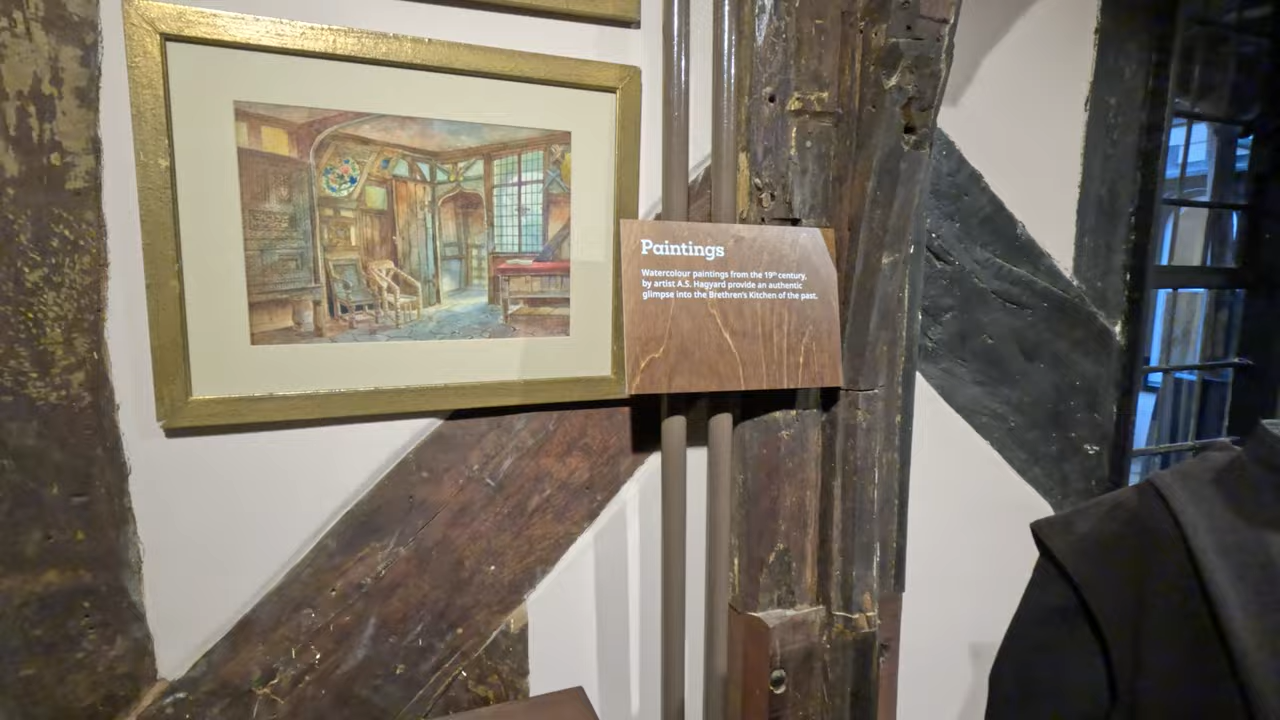 Paintings
Watercolour paintings from the 19th century,
by artist A.S. Hagyard provide an authentic
glimpse into the Brethren's Kitchen of the past.